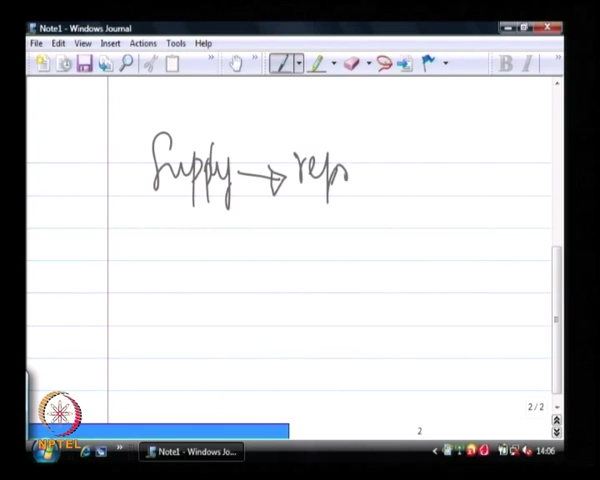 Note1 - Windows Journal
File Edit View Insert Actions Tools Help
B I
Supply → repo
2 / 2
2
NPTEL
Note1 - Windows Jo...
14:06